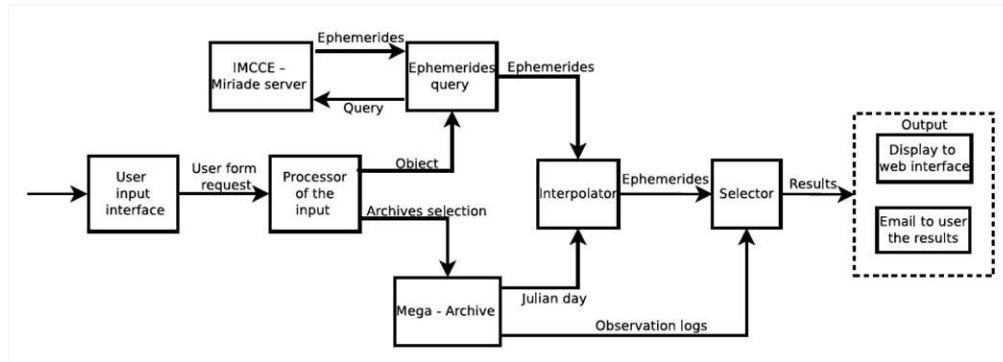 Ephemerides
IMCCE –
Miriade server
Ephemerides
query
Ephemerides
Query
Output
Display to
web interface
User
input
interface
User form
request
Processor
of the
input
Object
Archives selection
Interpolator
Ephemerides
Selector
Results
Email to user
the results
Mega - Archive
Julian day
Observation logs